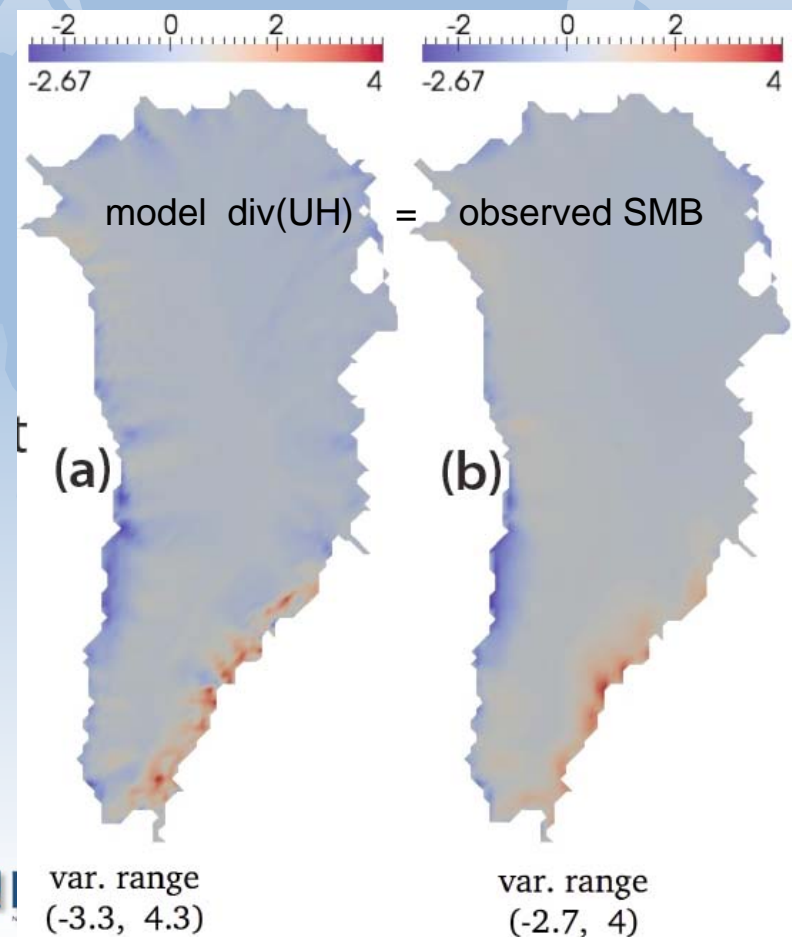 -2 0 2
-2.67 4
-2 0 2
-2.67 4
model div(UH) = observed SMB
t
(a)
(b)
var. range
(-3.3, 4.3)
var. range
(-2.7, 4)